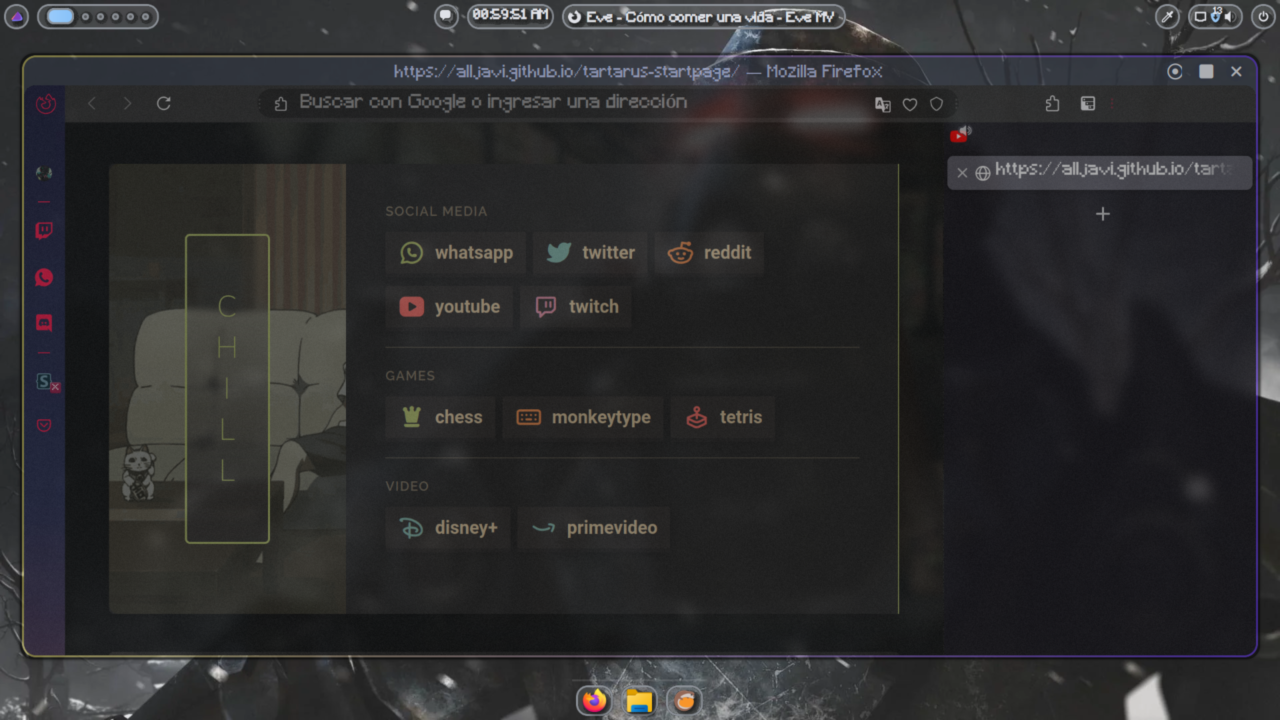 00:59:51 AM
Eve - Cómo comer una vida - Eve MV
13
https://all.javi.github.io/tartarus-startpage/ — Mozilla Firefox
Buscar con Google o ingresar una dirección
https://all.javi.github.io/tart
CHILL
SOCIAL MEDIA
whatsapp twitter reddit
youtube twitch
GAMES
chess monkeytype tetris
VIDEO
disney+ primevideo